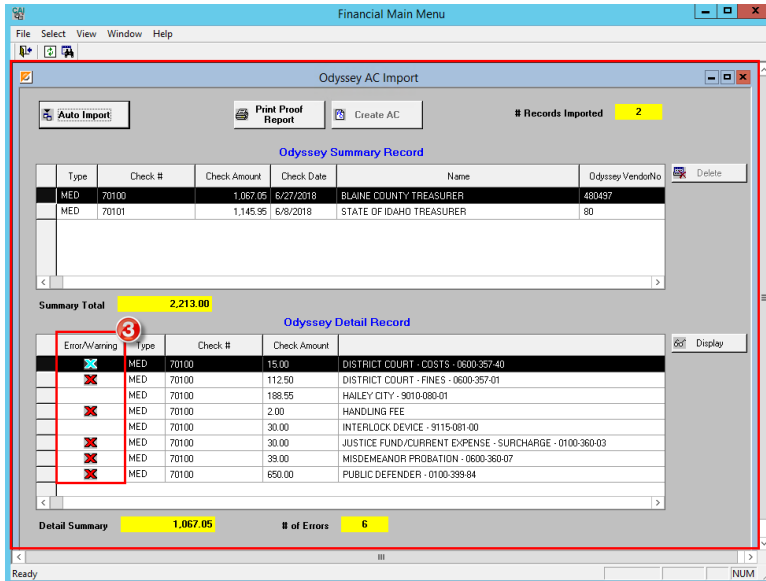 Financial Main Menu
File Select View Window Help
Odyssey AC Import
Auto Import
Print Proof
Report
Create AC
# Records Imported 2
Odyssey Summary Record
Type Check # Check Amount Check Date Name Odyssey VendorNo
Delete
MED 70100 1,067.05 6/27/2018 BLAINE COUNTY TREASURER 480497
MED 70101 1,145.95 6/8/2018 STATE OF IDAHO TREASURER 80
Summary Total 2,213.00
3
Odyssey Detail Record
Error/Warning Type Check # Check Amount
Display
MED 70100 15.00 DISTRICT COURT - COSTS - 0600-357-40
MED 70100 112.50 DISTRICT COURT - FINES - 0600-357-01
MED 70100 188.55 HAILEY CITY - 9010-080-01
MED 70100 2.00 HANDLING FEE
MED 70100 30.00 INTERLOCK DEVICE - 9115-081-00
MED 70100 30.00 JUSTICE FUND/CURRENT EXPENSE - SURCHARGE - 0100-360-03
MED 70100 39.00 MISDEMEANOR PROBATION - 0600-360-07
MED 70100 650.00 PUBLIC DEFENDER - 0100-399-84
Detail Summary 1,067.05 # of Errors 6
Ready NUM